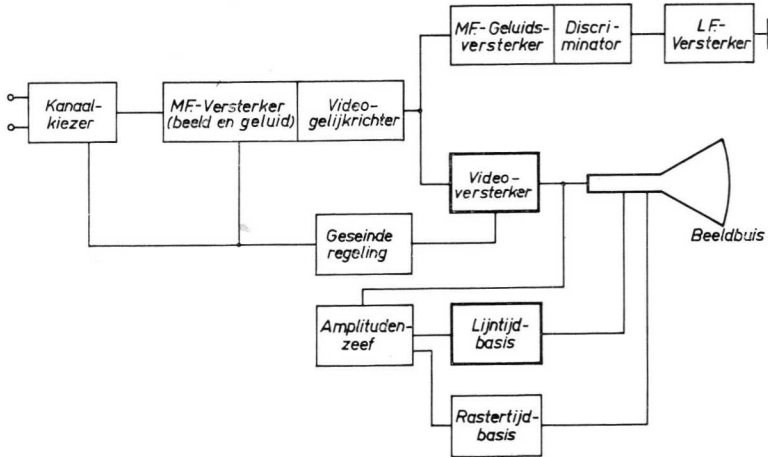 MF.-Geluids-
versterker
Discri-
minator
L.F.-
Versterker
Kanaal-
kiezer
MF.-Versterker
(beeld en geluid)
Video-
gelijkrichter
Video-
versterker
Beeldbuis
Geseinde
regeling
Amplituden-
zeef
Lijntijd-
basis
Rastertijd-
basis